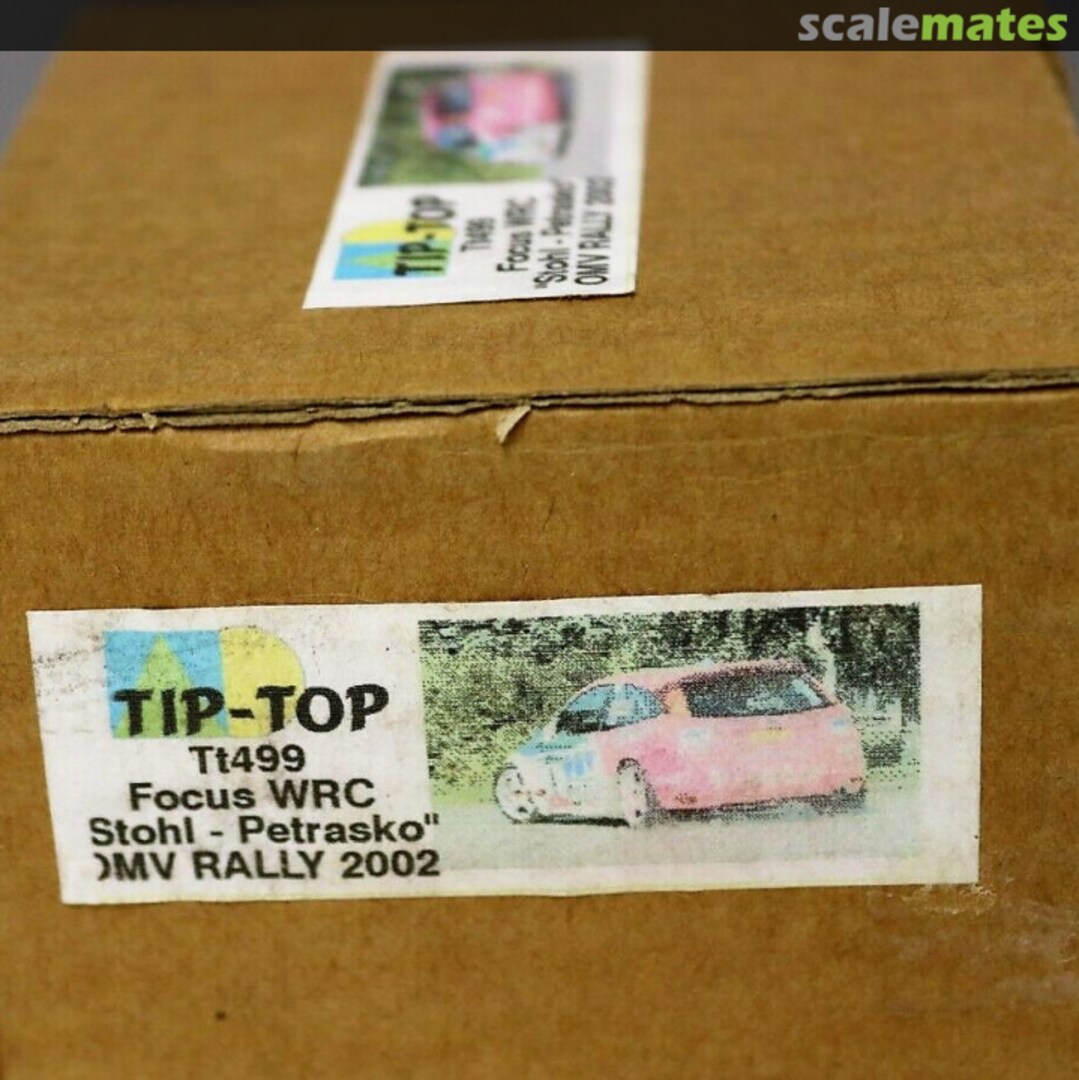 scalemates
TIP-TOP
Tt499
Focus WRC
"Stohl - Petrasko"
OMV RALLY 2002
TIP-TOP
Tt499
Focus WRC
Stohl - Petrasko"
OMV RALLY 2002